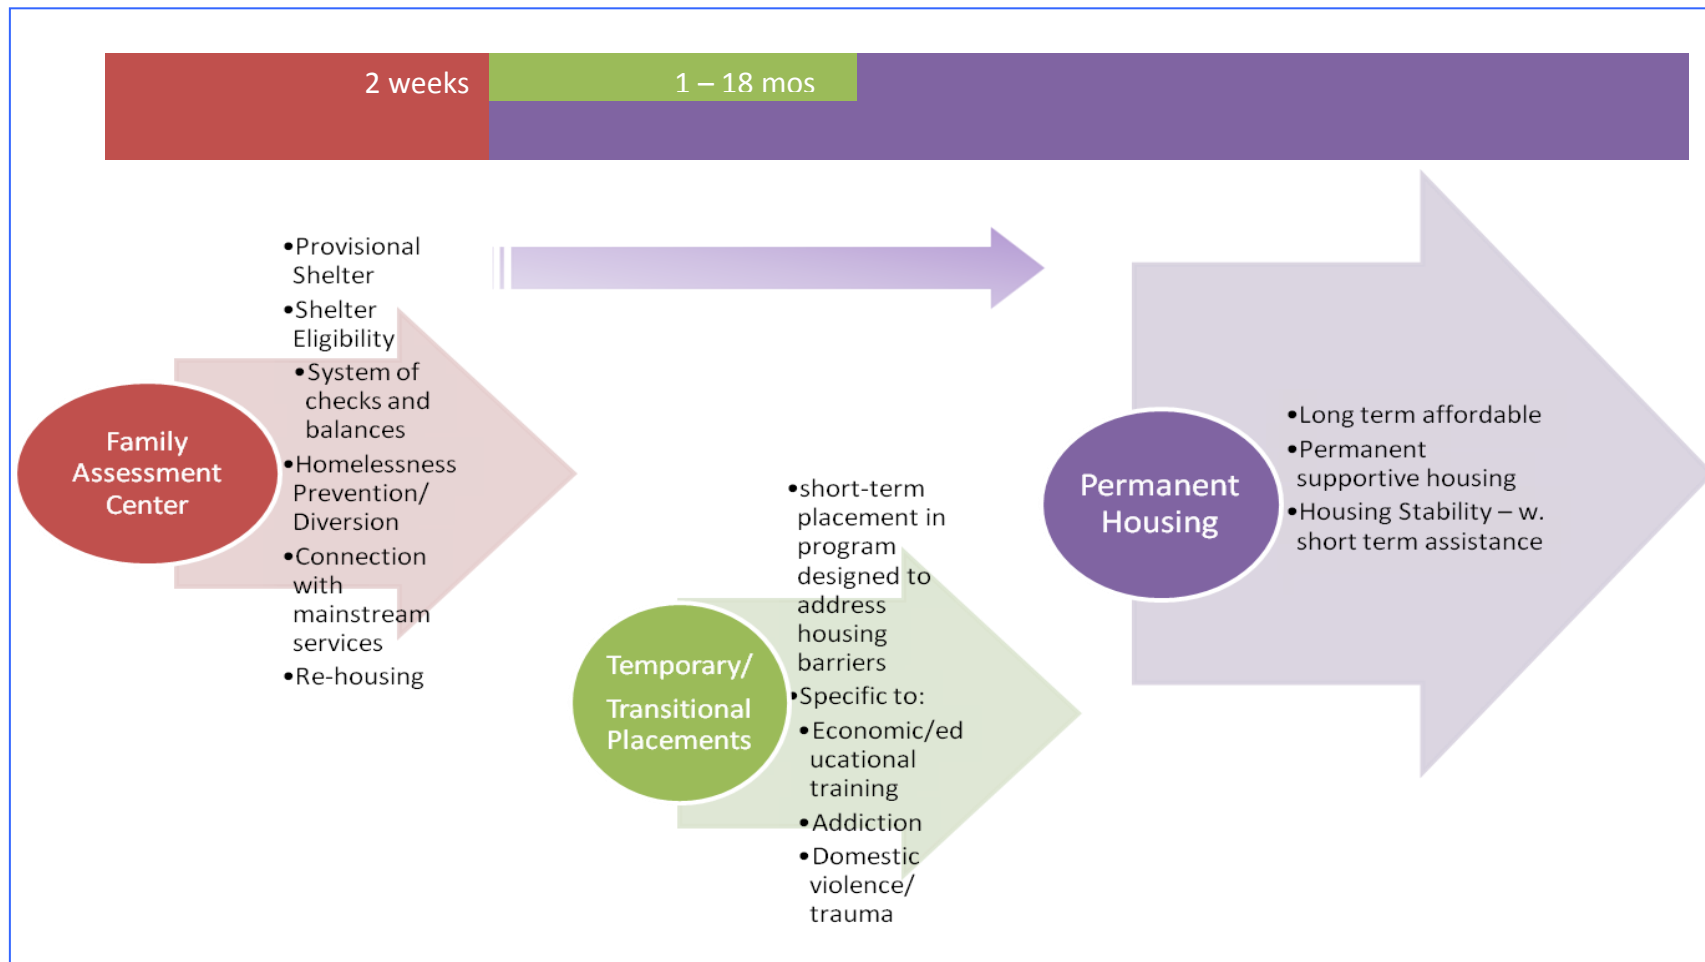 2 weeks
1 – 18 mos
Family
Assessment
Center
•Provisional
Shelter
•Shelter
Eligibility
•System of
checks and
balances
•Homelessness
Prevention/
Diversion
•Connection
with
mainstream
services
•Re-housing
Temporary/
Transitional
Placements
•short-term
placement in
program
designed to
address
housing
barriers
•Specific to:
•Economic/ed
ucational
training
•Addiction
•Domestic
violence/
trauma
Permanent
Housing
•Long term affordable
•Permanent
supportive housing
•Housing Stability – w.
short term assistance